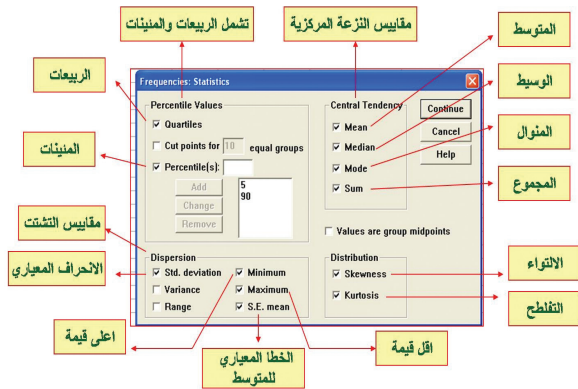 تشمل الربيعات والمئينات
مقاييس النزعة المركزية
المتوسط
الوسيط
المنوال
المجموع
الربيعات
المئينات
مقاييس التشتت
الانحراف المعياري
Frequencies: Statistics
Percentile Values
Quartiles
Cut points for 10 equal groups
Percentile(s):
Add
Change
Remove
5
90
Central Tendency
Mean
Median
Mode
Sum
Continue
Cancel
Help
Values are group midpoints
Dispersion
Std. deviation
Variance
Range
Minimum
Maximum
S.E. mean
Distribution
Skewness
Kurtosis
الالتواء
التفلطح
اعلى قيمة
الخطا المعياري
للمتوسط
اقل قيمة